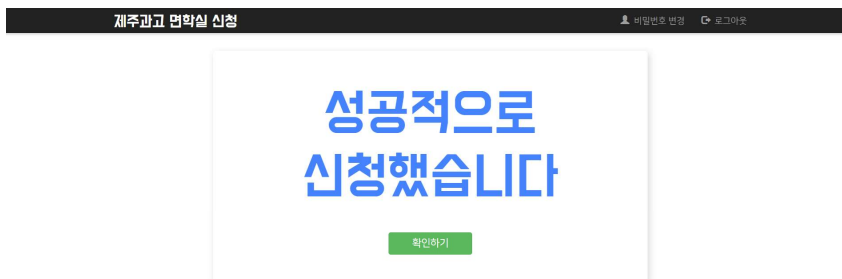 제주과고 면학실 신청
비밀번호 변경 로그아웃
성공적으로
신청했습니다
확인하기